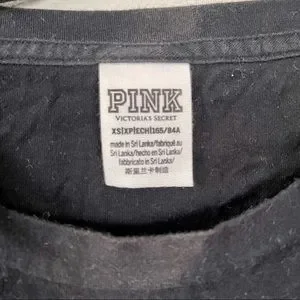 PINK
VICTORIA'S SECRET
XS|XP|ECH|165/84A
made in Sri Lanka/fabriqué au
Sri Lanka/hecho en Sri Lanka/
fabbricato in Sri Lanka/
斯里兰卡制造